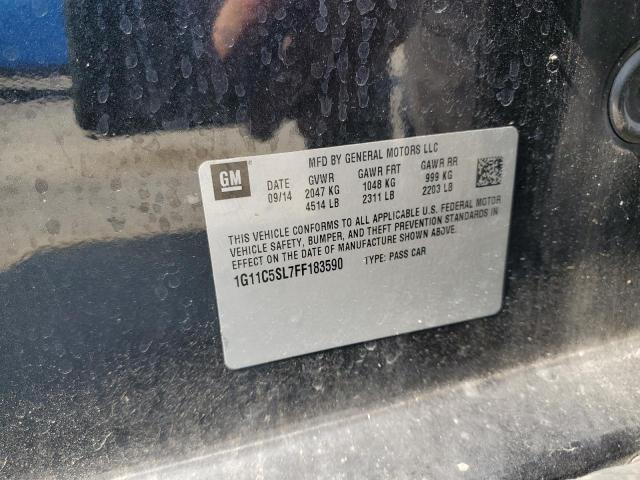 MFD BY GENERAL MOTORS LLC
GM
DATE GVWR GAWR FRT GAWR RR
09/14 2047 KG 1048 KG 999 KG
4514 LB 2311 LB 2203 LB
THIS VEHICLE CONFORMS TO ALL APPLICABLE U.S. FEDERAL MOTOR
VEHICLE SAFETY, BUMPER, AND THEFT PREVENTION STANDARDS IN
EFFECT ON THE DATE OF MANUFACTURE SHOWN ABOVE.
1G11C5SL7FF183590 TYPE: PASS CAR